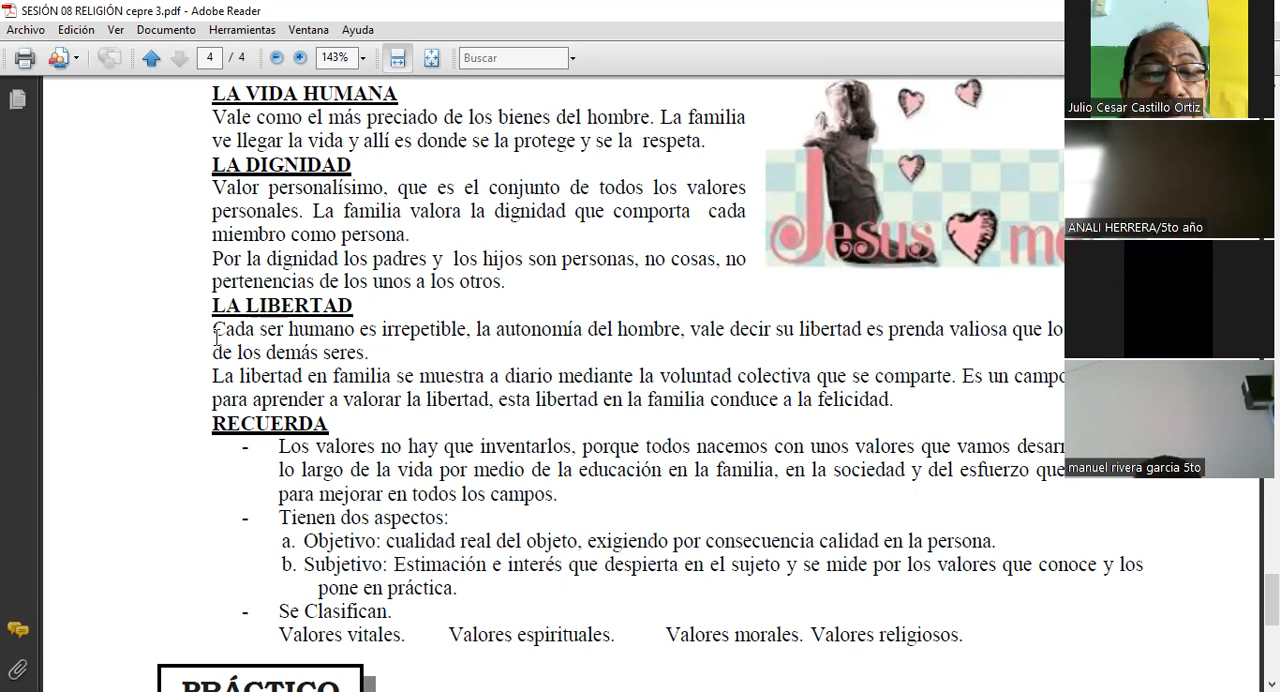 SESIÓN 08 RELIGIÓN cepre 3.pdf - Adobe Reader
Archivo Edición Ver Documento Herramientas Ventana Ayuda
4 / 4 143% Buscar
LA VIDA HUMANA
Vale como el más preciado de los bienes del hombre. La familia
ve llegar la vida y allí es donde se la protege y se la respeta.
LA DIGNIDAD
Valor personalísimo, que es el conjunto de todos los valores
personales. La familia valora la dignidad que comporta cada
miembro como persona.
Por la dignidad los padres y los hijos son personas, no cosas, no
pertenencias de los unos a los otros.
Jesus me
LA LIBERTAD
Cada ser humano es irrepetible, la autonomía del hombre, vale decir su libertad es prenda valiosa que lo
de los demás seres.
La libertad en familia se muestra a diario mediante la voluntad colectiva que se comparte. Es un campo
para aprender a valorar la libertad, esta libertad en la familia conduce a la felicidad.
RECUERDA
- Los valores no hay que inventarlos, porque todos nacemos con unos valores que vamos desarr
lo largo de la vida por medio de la educación en la familia, en la sociedad y del esfuerzo que
para mejorar en todos los campos.
- Tienen dos aspectos:
a. Objetivo: cualidad real del objeto, exigiendo por consecuencia calidad en la persona.
b. Subjetivo: Estimación e interés que despierta en el sujeto y se mide por los valores que conoce y los
pone en práctica.
- Se Clasifican.
Valores vitales. Valores espirituales. Valores morales. Valores religiosos.
PRÁCTICO
Julio Cesar Castillo Ortiz
ANALI HERRERA/5to año
manuel rivera garcia 5to